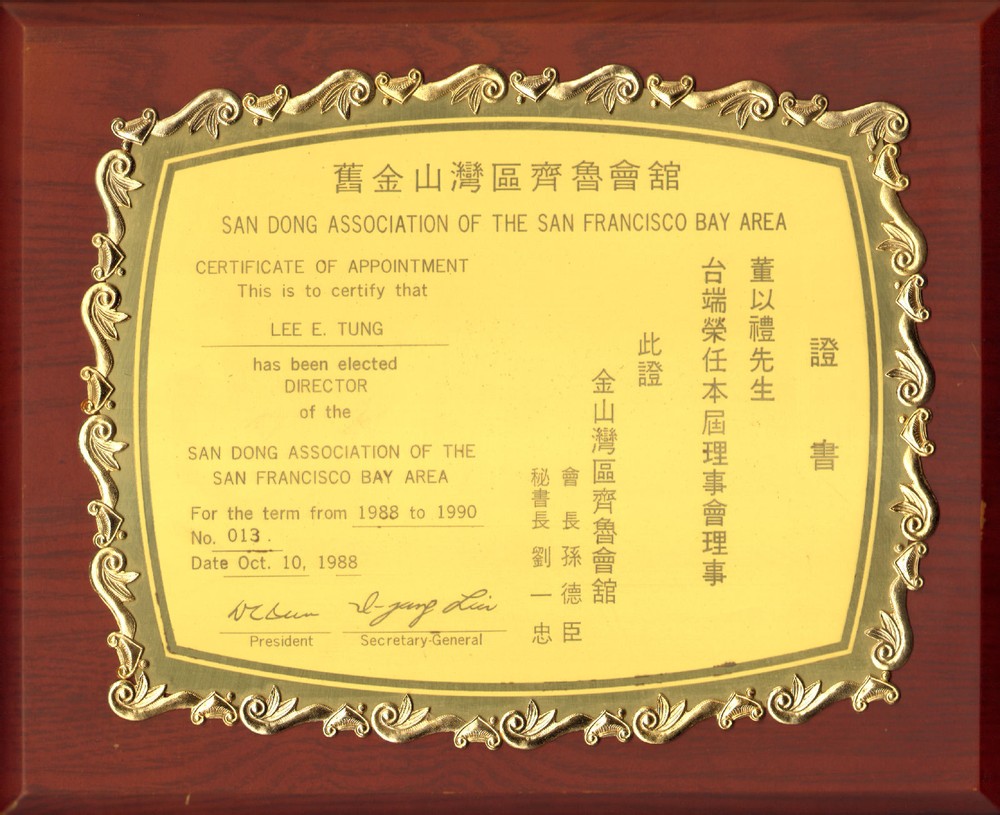 舊金山灣區齊魯會舘
SAN DONG ASSOCIATION OF THE SAN FRANCISCO BAY AREA
CERTIFICATE OF APPOINTMENT
This is to certify that
LEE E. TUNG
has been elected
DIRECTOR
of the
SAN DONG ASSOCIATION OF THE
SAN FRANCISCO BAY AREA
For the term from 1988 to 1990
No. 013.
Date Oct. 10, 1988
President
Secretary-General
證書
董以禮先生
台端榮任本屆理事會理事
此證
金山灣區齊魯會舘
會長孫德臣
秘書長劉一忠